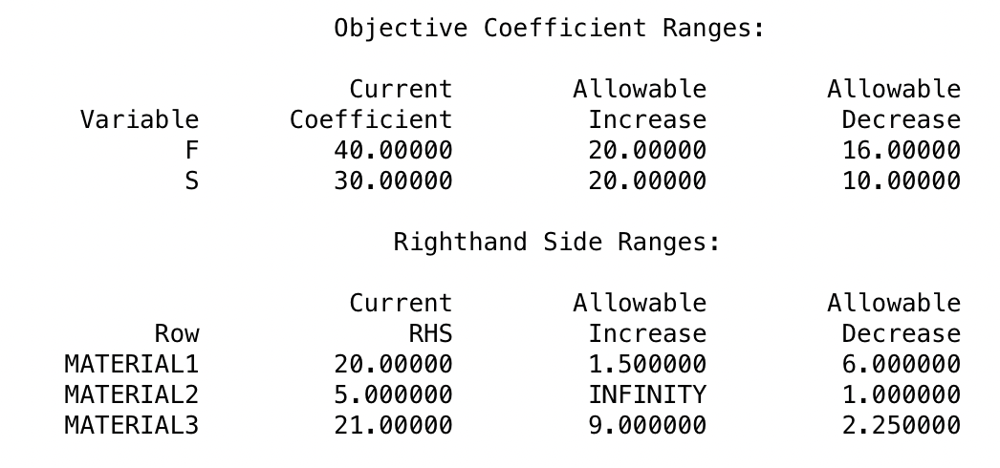 Objective Coefficient Ranges:
Current Allowable Allowable
Variable Coefficient Increase Decrease
F 40.00000 20.00000 16.00000
S 30.00000 20.00000 10.00000
Righthand Side Ranges:
Current Allowable Allowable
Row RHS Increase Decrease
MATERIAL1 20.00000 1.500000 6.000000
MATERIAL2 5.000000 INFINITY 1.000000
MATERIAL3 21.00000 9.000000 2.250000